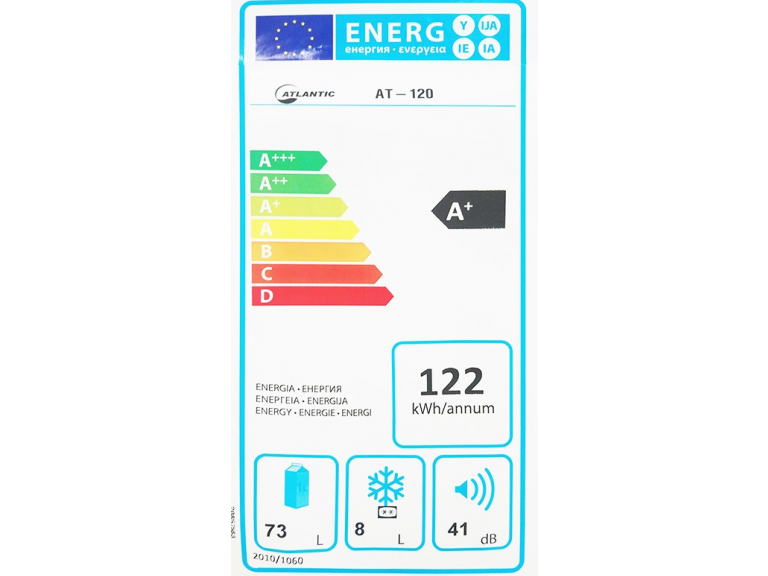 ENERG Y IJA
енергия · ενεργεια IE IA
ATLANTIC AT – 120
A+++
A++
A+
A+
A
B
C
D
122
kWh/annum
ENERGIA · ЕНЕРГИЯ
ΕΝΕΡΓΕΙΑ · ENERGIJA
ENERGY · ENERGIE · ENERGI
73 L
8 L
41 dB
2010/1060